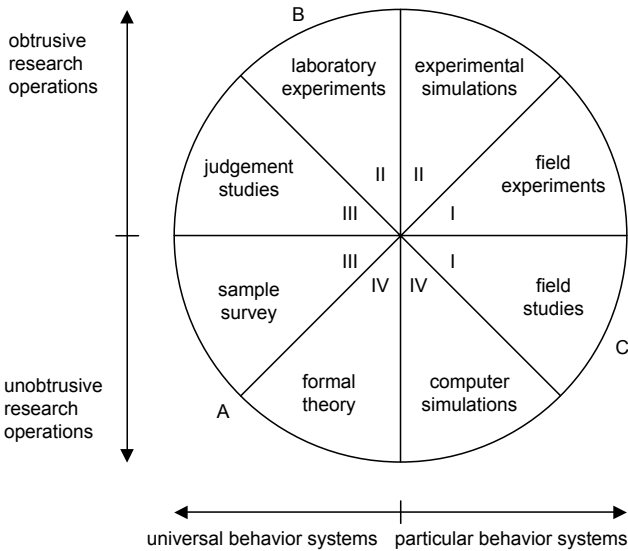 obtrusive
research
operations
B
laboratory
experiments
experimental
simulations
judgement
studies
II
II
field
experiments
III
I
III
I
IV
IV
sample
survey
field
studies
C
unobtrusive
research
operations
A
formal
theory
computer
simulations
universal behavior systems
particular behavior systems